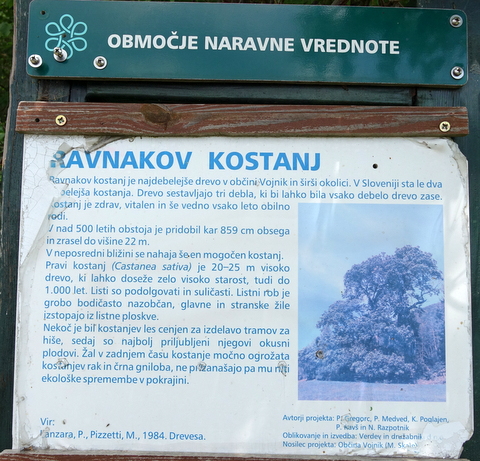 OBMOČJE NARAVNE VREDNOTE
RAVNAKOV KOSTANJ
Ravnakov kostanj je najdebelejše drevo v občini Vojnik in širši okolici. V Sloveniji sta le dva
debelejša kostanja. Drevo sestavljajo tri debla, ki bi lahko bila vsako debelo drevo zase.
Kostanj je zdrav, vitalen in še vedno vsako leto obilno
rodi.
V nad 500 letih obstoja je pridobil kar 859 cm obsega
in zrasel do višine 22 m.
V neposredni bližini se nahaja še en mogočen kostanj.
Pravi kostanj (Castanea sativa) je 20–25 m visoko
drevo, ki lahko doseže zelo visoko starost, tudi do
1.000 let. Listi so podolgovati in suličasti. Listni rob je
grobo bodičasto nazobčan, glavne in stranske žile
izstopajo iz listne ploskve.
Nekoč je bil kostanjev les cenjen za izdelavo tramov za
hiše, sedaj so najbolj priljubljeni njegovi okusni
plodovi. Žal v zadnjem času kostanje močno ogrožata
kostanjev rak in črna gniloba, ne prizanašajo pa mu niti
ekološke spremembe v pokrajini.
Vir:
Lanzara, P., Pizzetti, M., 1984. Drevesa.
Avtorji projekta: P. Gregorc, P. Medved, K. Poglajen,
P. Ravš in N. Razpotnik
Oblikovanje in izvedba: Verdev in družabnik
Nosilec projekta: Občina Vojnik (M. Skale)